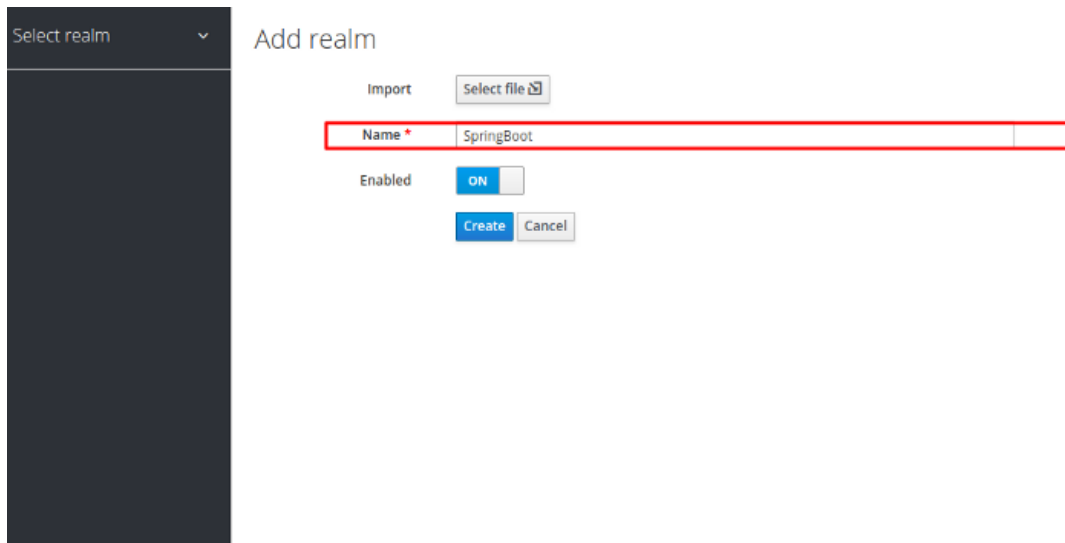 Select realm
Add realm
Import Select file
Name * SpringBoot
Enabled ON
Create Cancel